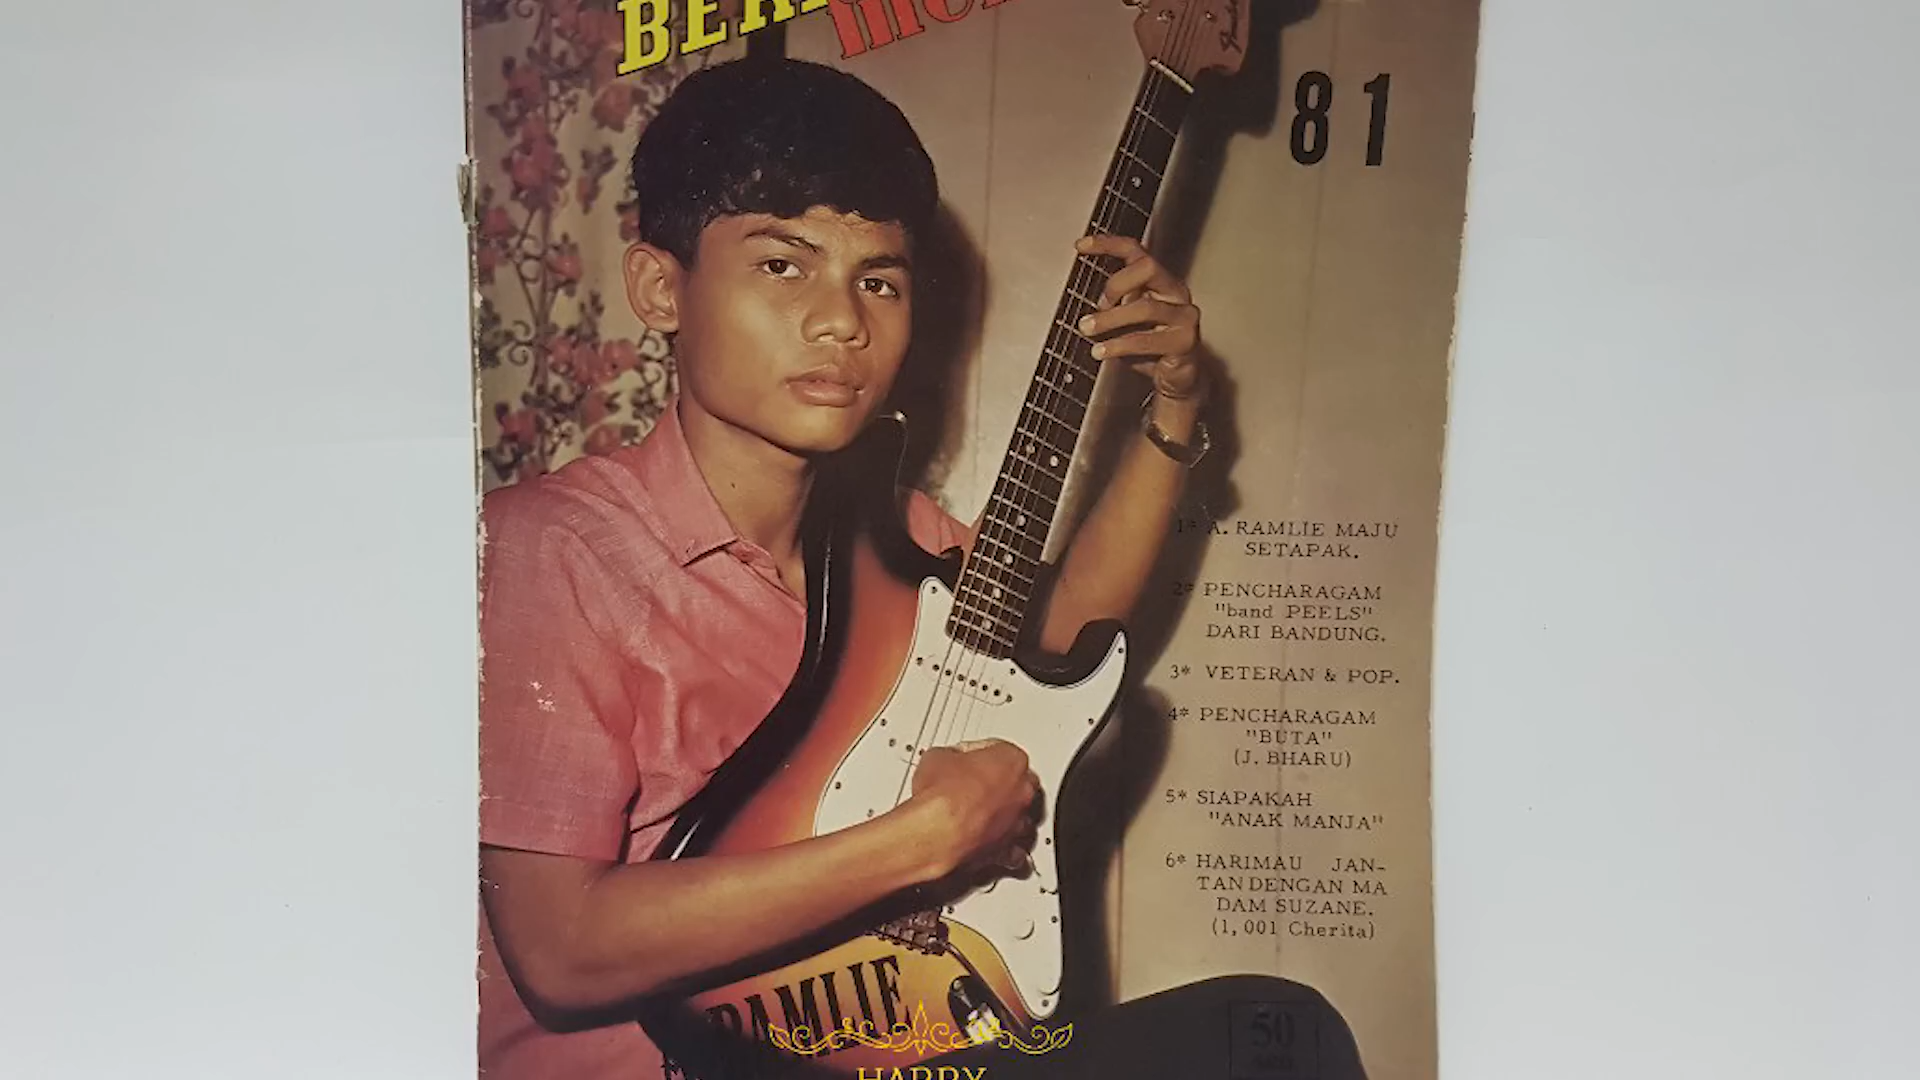 81
1* A. RAMLIE MAJU
SETAPAK.
2* PENCHARAGAM
"band PEELS"
DARI BANDUNG.
3* VETERAN & POP.
4* PENCHARAGAM
"BUTA"
(J. BHARU)
5* SIAPAKAH
"ANAK MANJA"
6* HARIMAU JAN-
TAN DENGAN MA
DAM SUZANE.
(1,001 Cherita)
RAMLIE
50
HAPPY